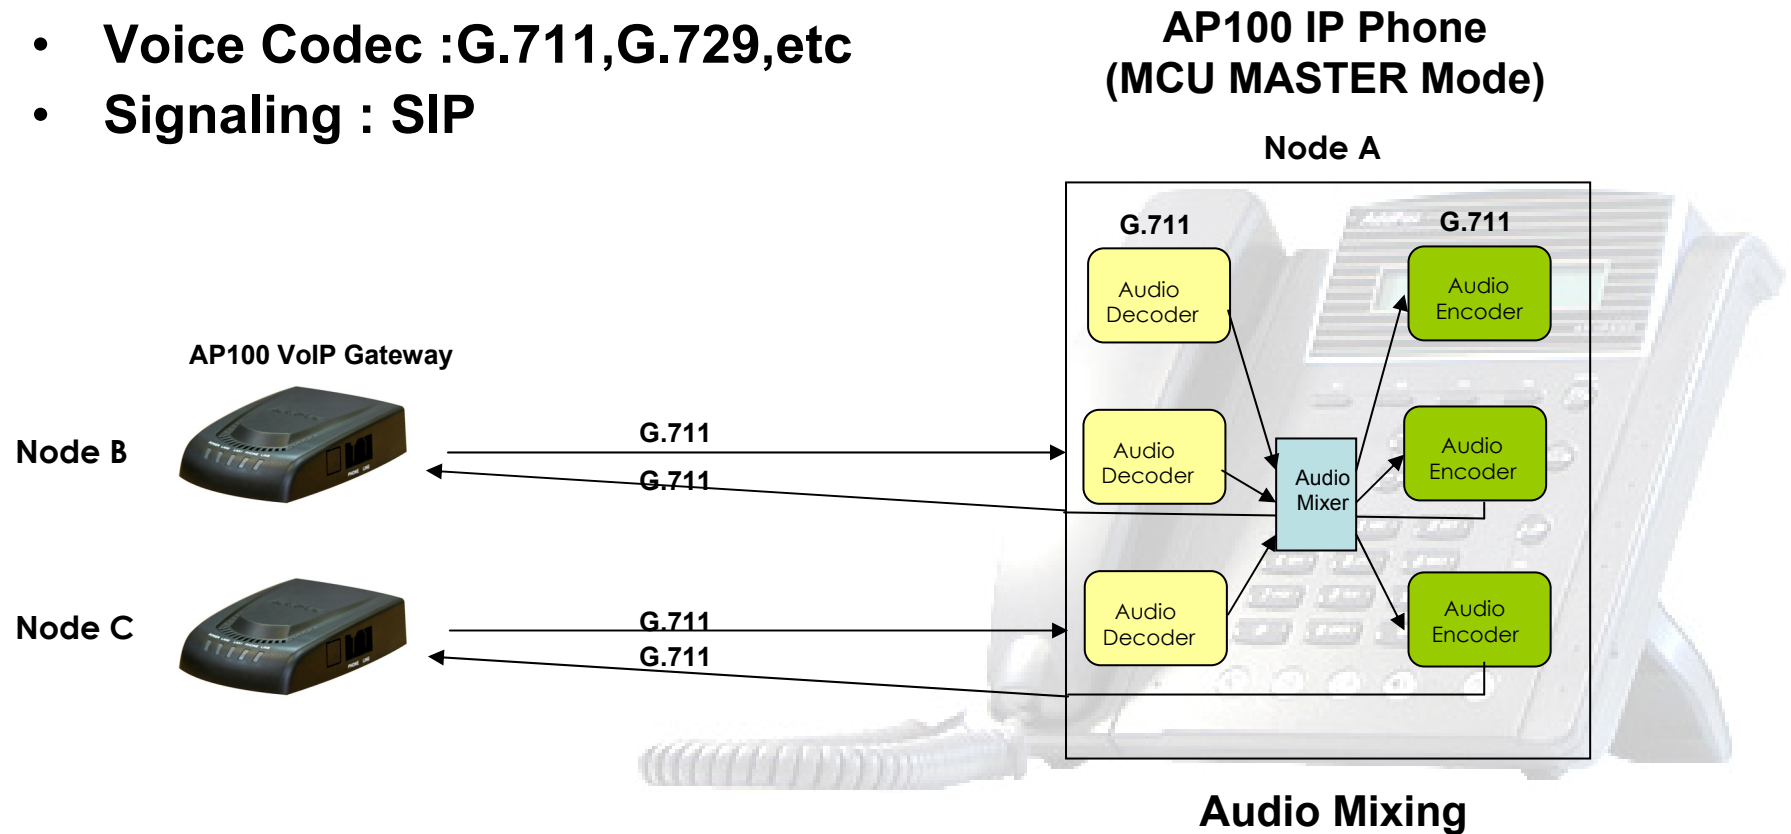 • Voice Codec :G.711,G.729,etc
• Signaling : SIP
AP100 IP Phone
(MCU MASTER Mode)
Node A
G.711
G.711
Audio
Decoder
Audio
Encoder
AP100 VoIP Gateway
Node B
G.711
G.711
Audio
Decoder
Audio
Mixer
Audio
Encoder
Node C
G.711
G.711
Audio
Decoder
Audio
Encoder
Audio Mixing